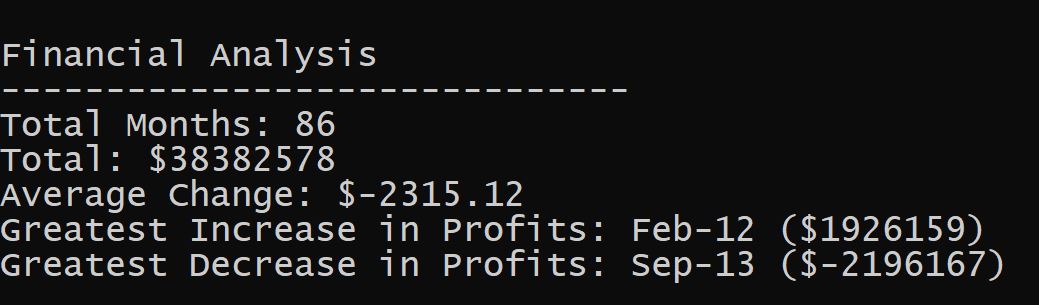 Financial Analysis
------------------------------
Total Months: 86
Total: $38382578
Average Change: $-2315.12
Greatest Increase in Profits: Feb-12 ($1926159)
Greatest Decrease in Profits: Sep-13 ($-2196167)